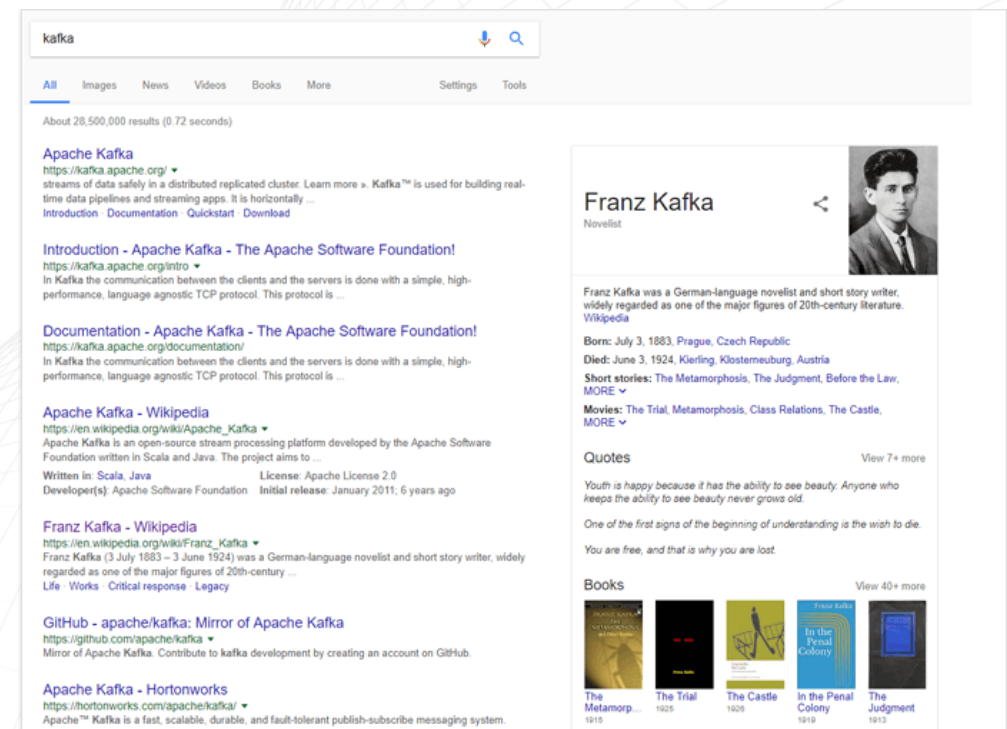 kafka
All Images News Videos Books More Settings Tools
About 28,500,000 results (0.72 seconds)
Apache Kafka
https://kafka.apache.org/
streams of data safely in a distributed replicated cluster. Learn more ». Kafka™ is used for building real-
time data pipelines and streaming apps. It is horizontally ...
Introduction · Documentation · Quickstart · Download
Introduction - Apache Kafka - The Apache Software Foundation!
https://kafka.apache.org/intro
In Kafka the communication between the clients and the servers is done with a simple, high-
performance, language agnostic TCP protocol. This protocol is ...
Documentation - Apache Kafka - The Apache Software Foundation!
https://kafka.apache.org/documentation/
In Kafka the communication between the clients and the servers is done with a simple, high-
performance, language agnostic TCP protocol. This protocol is ...
Apache Kafka - Wikipedia
https://en.wikipedia.org/wiki/Apache_Kafka
Apache Kafka is an open-source stream processing platform developed by the Apache Software
Foundation written in Scala and Java. The project aims to ...
Written in: Scala, Java License: Apache License 2.0
Developer(s): Apache Software Foundation Initial release: January 2011; 6 years ago
Franz Kafka - Wikipedia
https://en.wikipedia.org/wiki/Franz_Kafka
Franz Kafka (3 July 1883 – 3 June 1924) was a German-language novelist and short story writer, widely
regarded as one of the major figures of 20th-century ...
Life · Works · Critical response · Legacy
GitHub - apache/kafka: Mirror of Apache Kafka
https://github.com/apache/kafka
Mirror of Apache Kafka. Contribute to kafka development by creating an account on GitHub.
Apache Kafka - Hortonworks
https://hortonworks.com/apache/kafka/
Apache™ Kafka is a fast, scalable, durable, and fault-tolerant publish-subscribe messaging system.
Franz Kafka
Novelist
Franz Kafka was a German-language novelist and short story writer,
widely regarded as one of the major figures of 20th-century literature.
Wikipedia
Born: July 3, 1883, Prague, Czech Republic
Died: June 3, 1924, Kierling, Klosterneuburg, Austria
Short stories: The Metamorphosis, The Judgment, Before the Law,
MORE
Movies: The Trial, Metamorphosis, Class Relations, The Castle,
MORE
Quotes View 7+ more
Youth is happy because it has the ability to see beauty. Anyone who
keeps the ability to see beauty never grows old.
One of the first signs of the beginning of understanding is the wish to die.
You are free, and that is why you are lost.
Books View 40+ more
Franz Kafka
In the
Penal
Colony
The Metamorp... 1915
The Trial 1925
The Castle 1926
In the Penal Colony 1919
The Judgment 1913